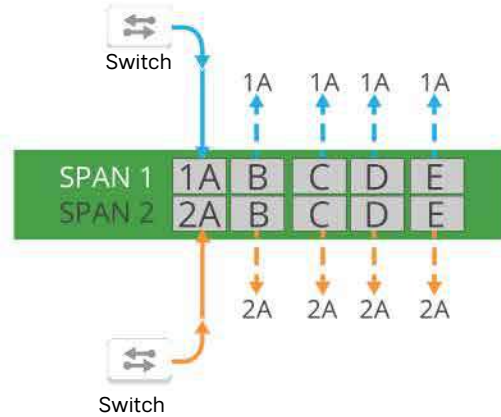 Switch
1A 1A 1A 1A
SPAN 1 1A B C D E
SPAN 2 2A B C D E
2A 2A 2A 2A
Switch